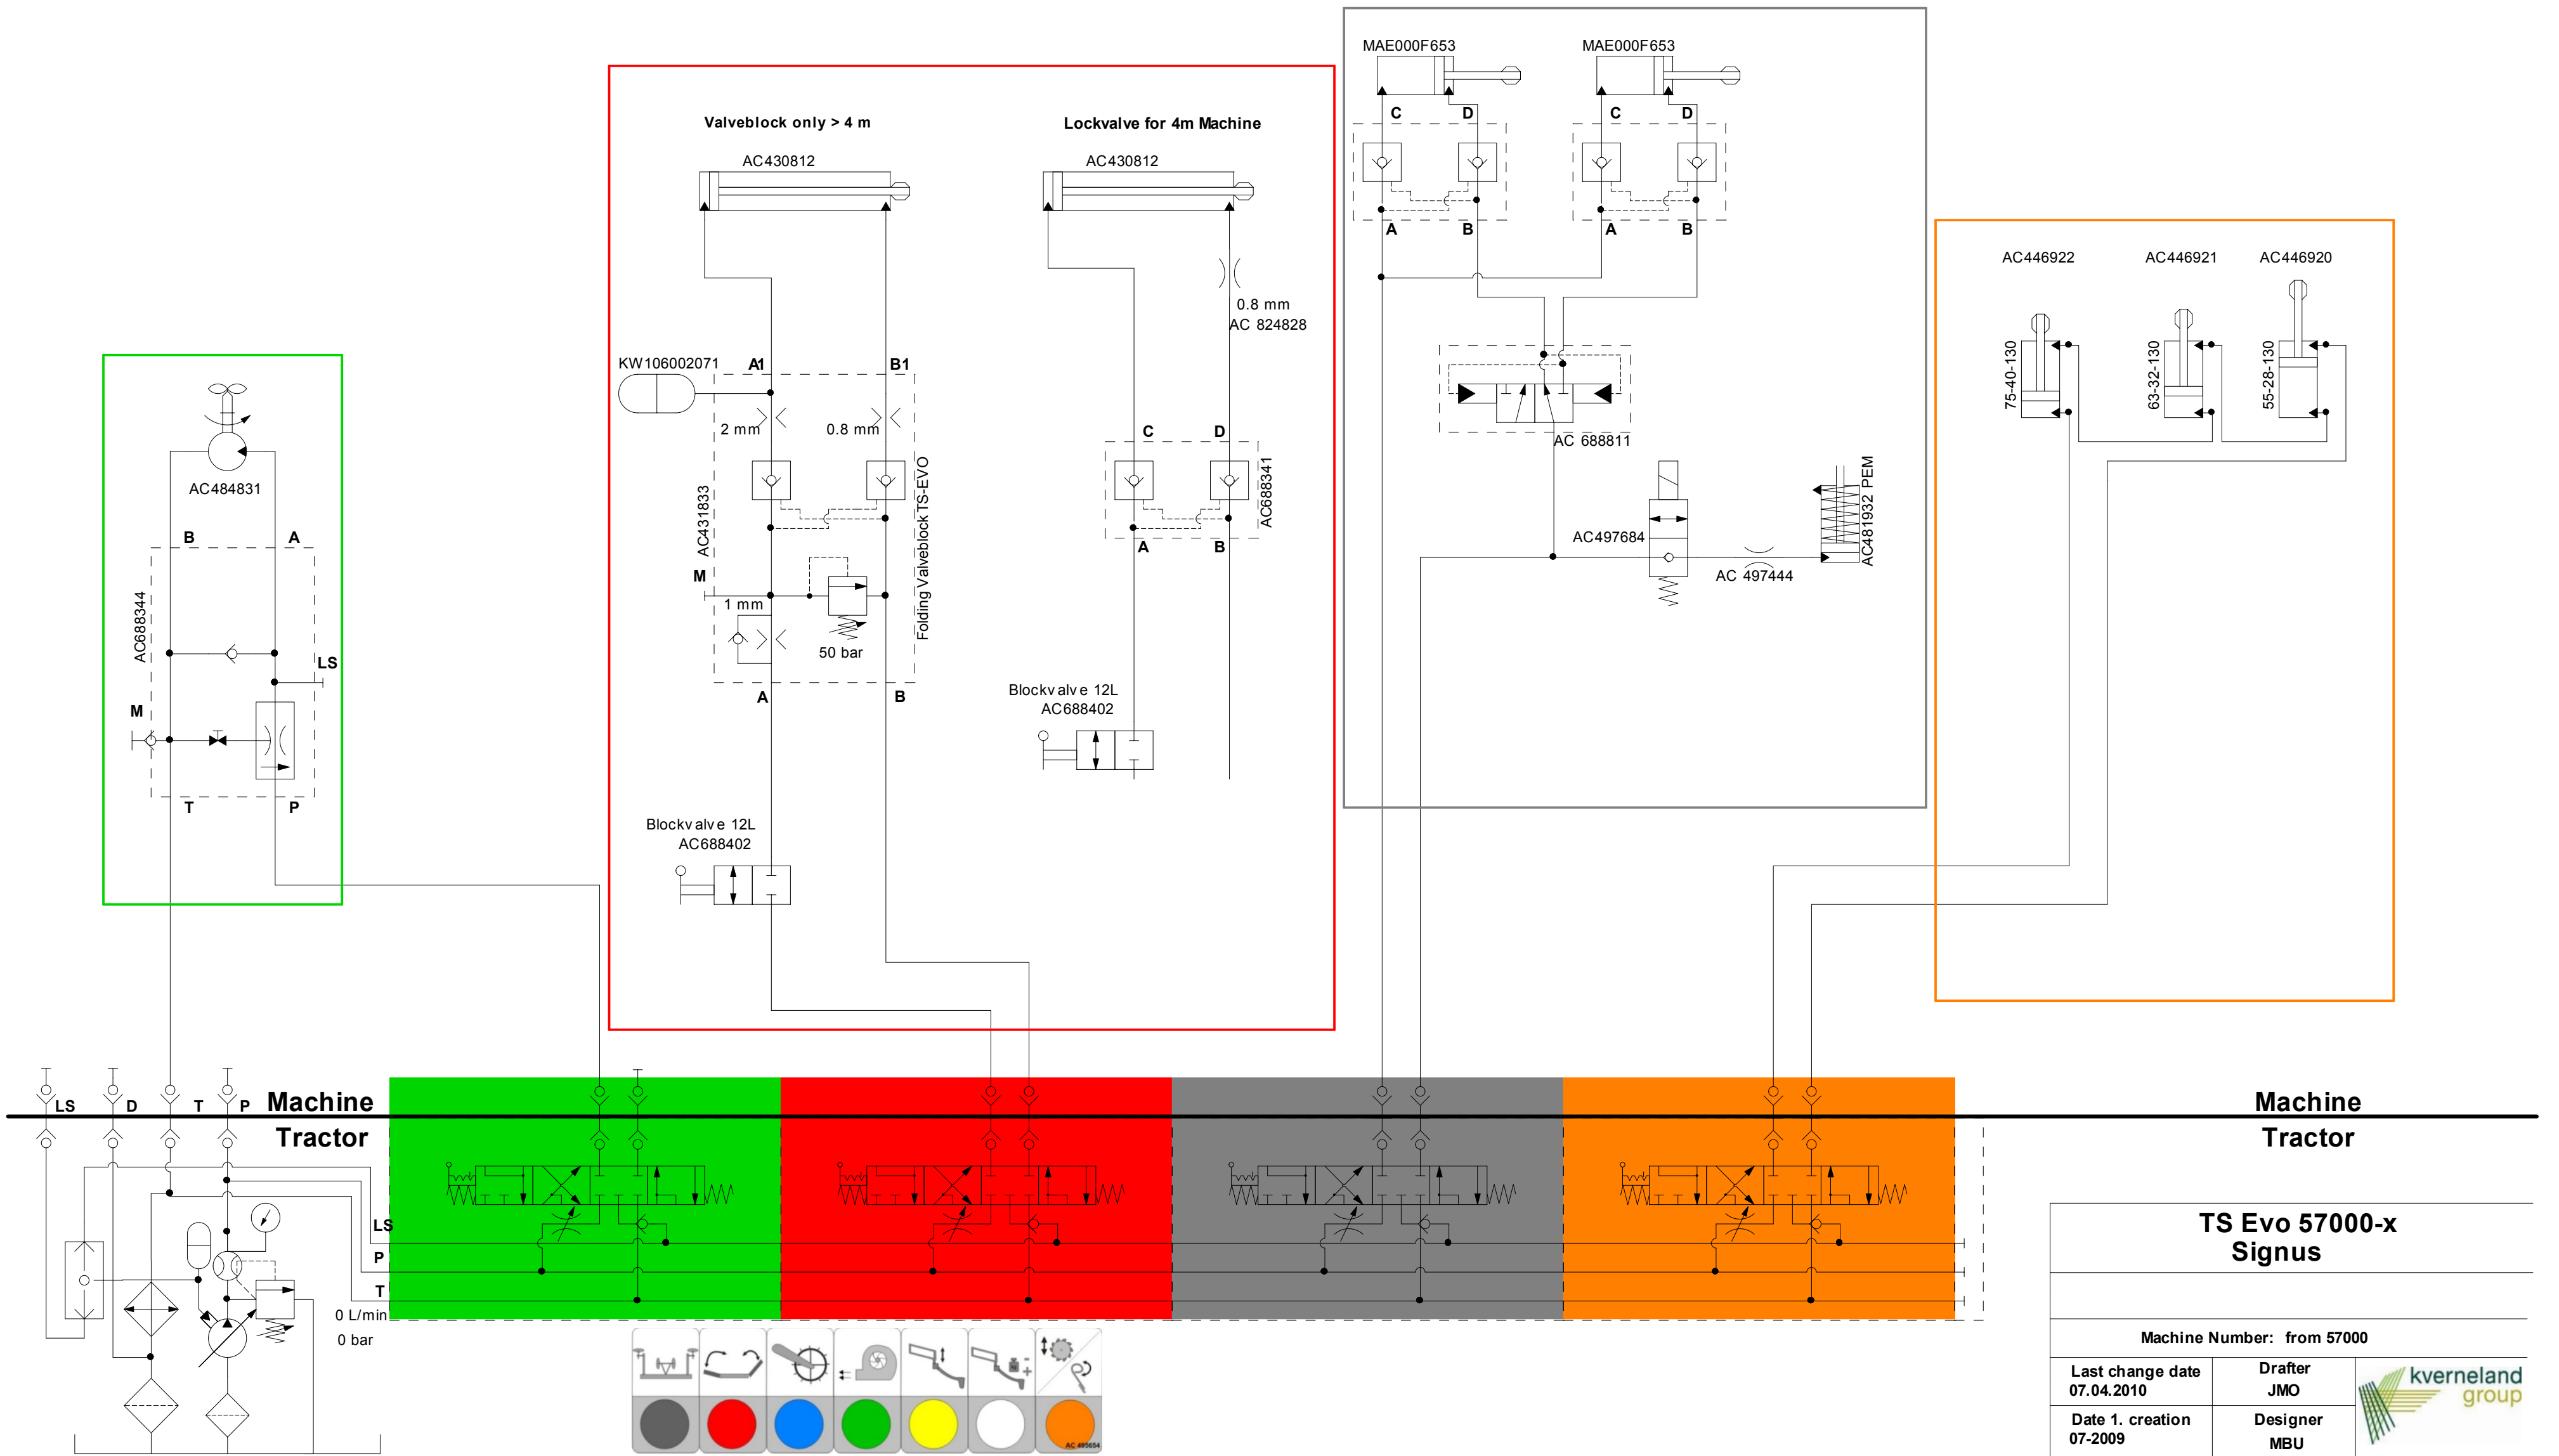 MAE000F653
MAE000F653
C
D
C
D
A
B
A
B
Valveblock only > 4 m
Lockvalve for 4m Machine
AC430812
AC430812
0.8 mm
AC 824828
KW106002071
A1
B1
2 mm
0.8 mm
AC431833
Folding Valveblock TS-EVO
M
1 mm
50 bar
A
B
C
D
AC688341
A
B
Blockvalve 12L
AC688402
Blockvalve 12L
AC688402
AC 688811
AC497684
AC 497444
AC481932 PEM
AC446922
AC446921
AC446920
75-40-130
63-32-130
55-28-130
AC484831
B
A
AC688344
LS
M
T
P
LS
D
T
P
Machine
Tractor
Machine
Tractor
LS
P
T
0 L/min
0 bar
AC 495654
TS Evo 57000-x
Signus
Machine Number: from 57000
Last change date
07.04.2010
Drafter
JMO
Date 1. creation
07-2009
Designer
MBU
kverneland
group